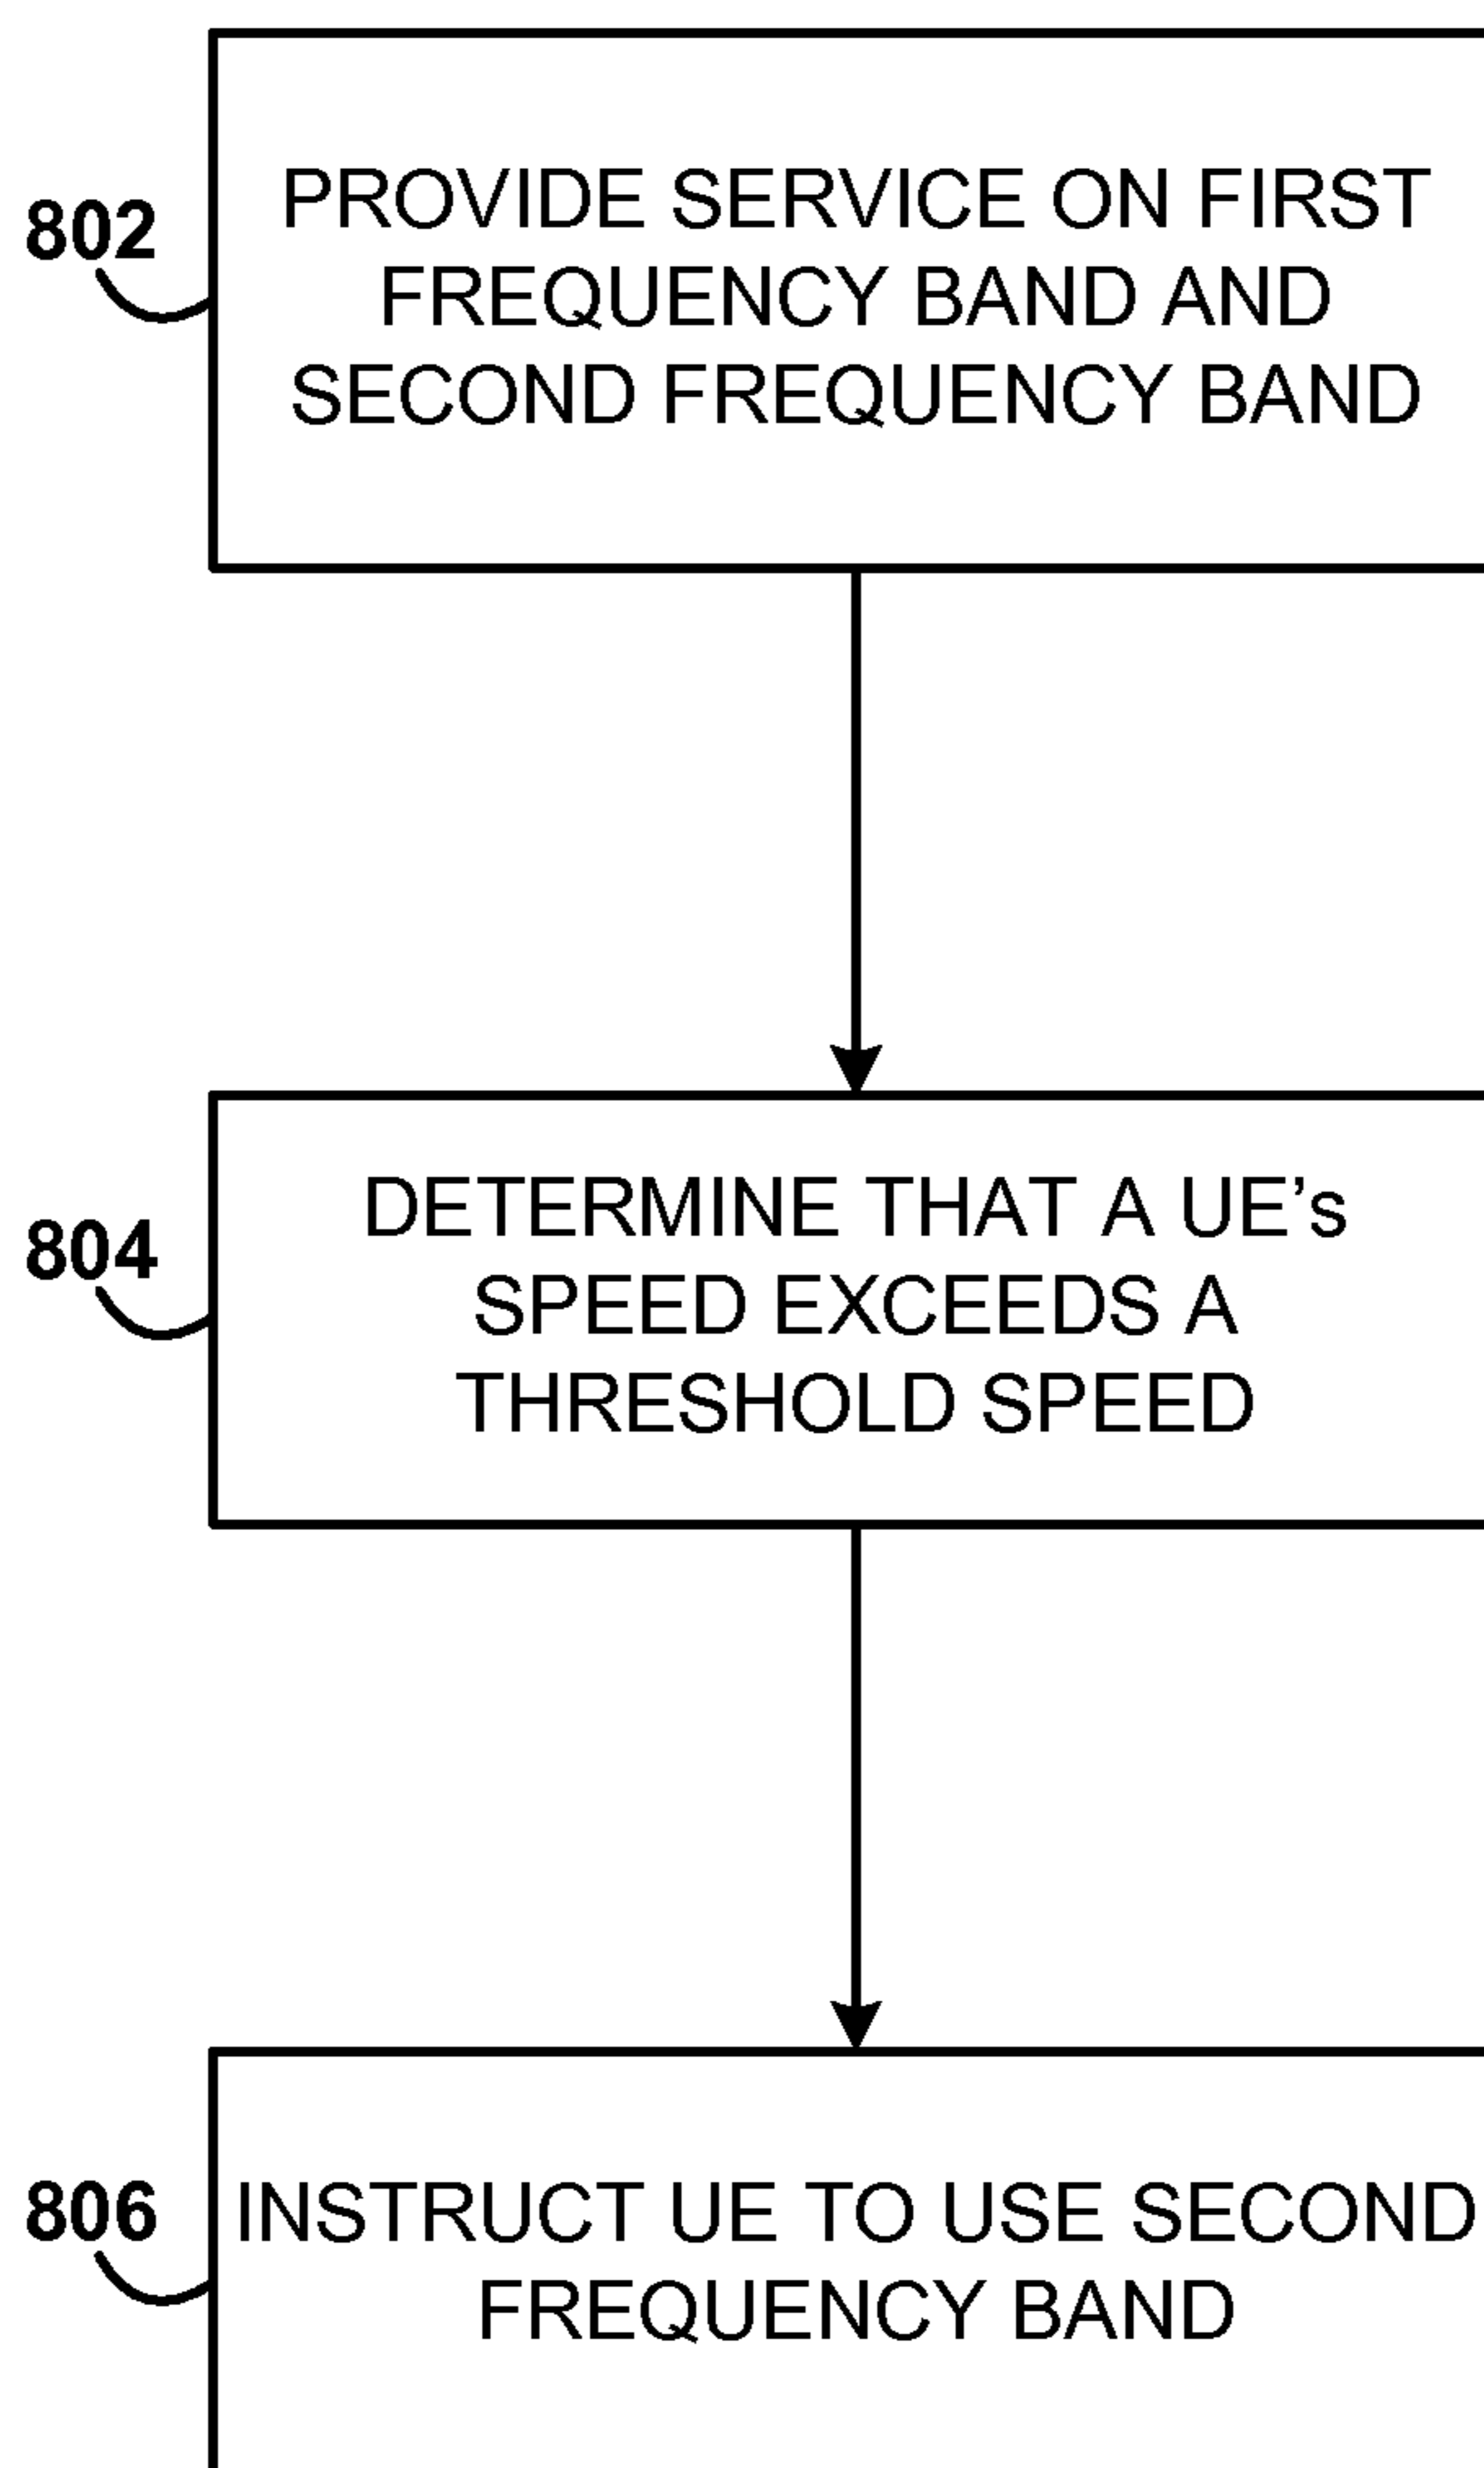 802
PROVIDE SERVICE ON FIRST
FREQUENCY BAND AND
SECOND FREQUENCY BAND
804
DETERMINE THAT A UE’s
SPEED EXCEEDS A
THRESHOLD SPEED
806
INSTRUCT UE TO USE SECOND
FREQUENCY BAND